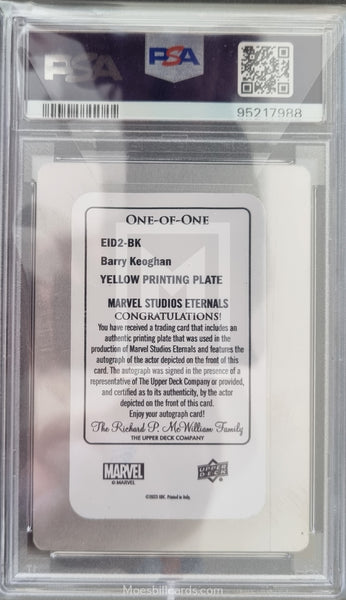 PSA
PSA
95217988
ONE-OF-ONE
EID2-BK
Barry Keoghan
YELLOW PRINTING PLATE
MARVEL STUDIOS ETERNALS
CONGRATULATIONS!
You have received a trading card that includes an
authentic printing plate that was used in the
production of Marvel Studios Eternals and features the
autograph of the actor depicted on the front of this
card. The autograph was signed in the presence of a
representative of The Upper Deck Company or provided,
and certified as to its authenticity, by the actor
depicted on the front of this card.
Enjoy your autograph card!
The Richard P. McWilliam Family
THE UPPER DECK COMPANY
MARVEL
© MARVEL
UPPER DECK
©2023 UDC. Printed in Italy.
Moesbillcards.com